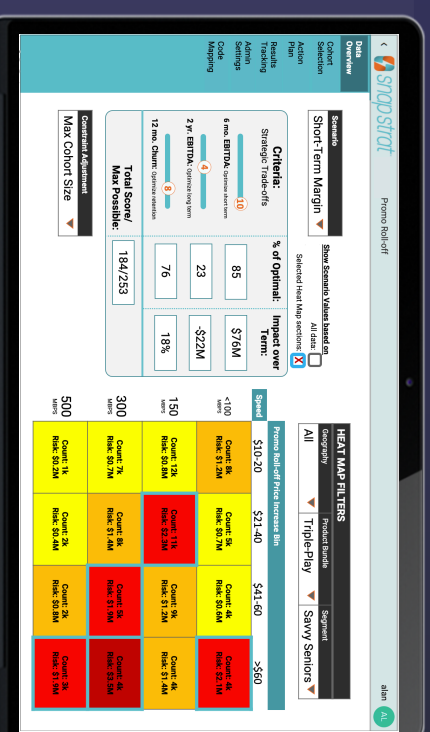 ‹ snapstrat
Promo Roll-off
alan
AL
Data
Overview
Cohort
Selection
Action
Plan
Results
Tracking
Admin
Settings
Code
Mapping
Scenario
Short-Term Margin
Show Scenario Values based on
All data:
Selected Heat Map sections: X
Criteria:
Strategic Trade-offs
% of Optimal:
Impact over
Term:
6 mo. EBITDA: Optimize short term
10
85
$76M
2 yr. EBITDA: Optimize long term
4
23
-$22M
12 mo. Churn: Optimize retention
8
76
18%
Total Score/
Max Possible:
184/253
Constraint Adjustment
Max Cohort Size
HEAT MAP FILTERS
Geography
Product Bundle
Segment
All
Triple-Play
Savvy Seniors
Promo Roll-off Price Increase Bin
Speed
$10-20
$21-40
$41-60
>$60
<100
MBPS
Count: 8k
Risk: $1.2M
Count: 5k
Risk: $0.7M
Count: 4k
Risk: $0.6M
Count: 4k
Risk: $2.1M
150
MBPS
Count: 12k
Risk: $0.8M
Count: 11k
Risk: $2.3M
Count: 9k
Risk: $1.2M
Count: 4k
Risk: $1.4M
300
MBPS
Count: 7k
Risk: $0.7M
Count: 8k
Risk: $1.4M
Count: 6k
Risk: $1.9M
Count: 4k
Risk: $3.5M
500
MBPS
Count: 1k
Risk: $0.2M
Count: 2k
Risk: $0.4M
Count: 2k
Risk: $0.8M
Count: 3k
Risk: $1.9M